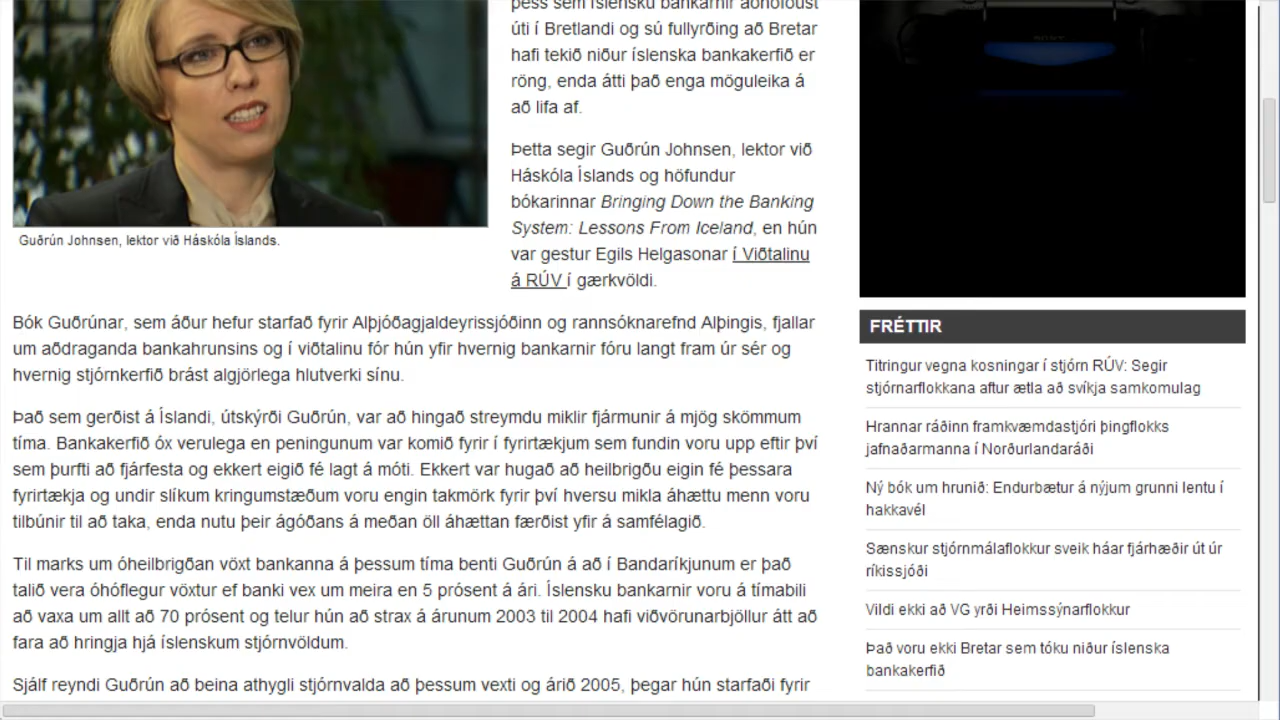 þess sem íslensku bankarnir aðhöfðust
úti í Bretlandi og sú fullyrðing að Bretar
hafi tekið niður íslenska bankakerfið er
röng, enda átti það enga möguleika á
að lifa af.
Þetta segir Guðrún Johnsen, lektor við
Háskóla Íslands og höfundur
bókarinnar Bringing Down the Banking
System: Lessons From Iceland, en hún
var gestur Egils Helgasonar í Viðtalinu
á RÚV í gærkvöldi.
Guðrún Johnsen, lektor við Háskóla Íslands.
Bók Guðrúnar, sem áður hefur starfað fyrir Alþjóðagjaldeyrissjóðinn og rannsóknarefnd Alþingis, fjallar
um aðdraganda bankahrunsins og í viðtalinu fór hún yfir hvernig bankarnir fóru langt fram úr sér og
hvernig stjórnkerfið brást algjörlega hlutverki sínu.
Það sem gerðist á Íslandi, útskýrði Guðrún, var að hingað streymdu miklir fjármunir á mjög skömmum
tíma. Bankakerfið óx verulega en peningunum var komið fyrir í fyrirtækjum sem fundin voru upp eftir því
sem þurfti að fjárfesta og ekkert eigið fé lagt á móti. Ekkert var hugað að heilbrigðu eigin fé þessara
fyrirtækja og undir slíkum kringumstæðum voru engin takmörk fyrir því hversu mikla áhættu menn voru
tilbúnir til að taka, enda nutu þeir ágóðans á meðan öll áhættan færðist yfir á samfélagið.
Til marks um óheilbrigðan vöxt bankanna á þessum tíma benti Guðrún á að í Bandaríkjunum er það
talið vera óhóflegur vöxtur ef banki vex um meira en 5 prósent á ári. Íslensku bankarnir voru á tímabili
að vaxa um allt að 70 prósent og telur hún að strax á árunum 2003 til 2004 hafi viðvörunarbjöllur átt að
fara að hringja hjá íslenskum stjórnvöldum.
Sjálf reyndi Guðrún að beina athygli stjórnvalda að þessum vexti og árið 2005, þegar hún starfaði fyrir
SONY
FRÉTTIR
Titringur vegna kosningar í stjórn RÚV: Segir
stjórnarflokkana aftur ætla að svíkja samkomulag
Hrannar ráðinn framkvæmdastjóri þingflokks
jafnaðarmanna í Norðurlandaráði
Ný bók um hrunið: Endurbætur á nýjum grunni lentu í
hakkavél
Sænskur stjórnmálaflokkur sveik háar fjárhæðir út úr
ríkissjóði
Vildi ekki að VG yrði Heimssýnarflokkur
Það voru ekki Bretar sem tóku niður íslenska
bankakerfið